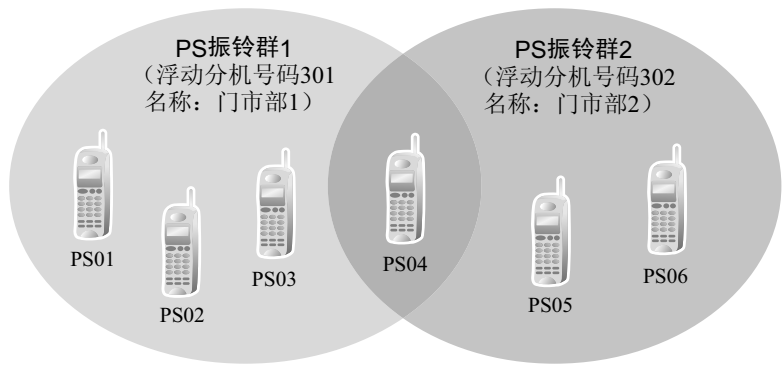 PS振铃群1
（浮动分机号码301
名称：门市部1）
PS振铃群2
（浮动分机号码302
名称：门市部2）
PS01
PS02
PS03
PS04
PS05
PS06